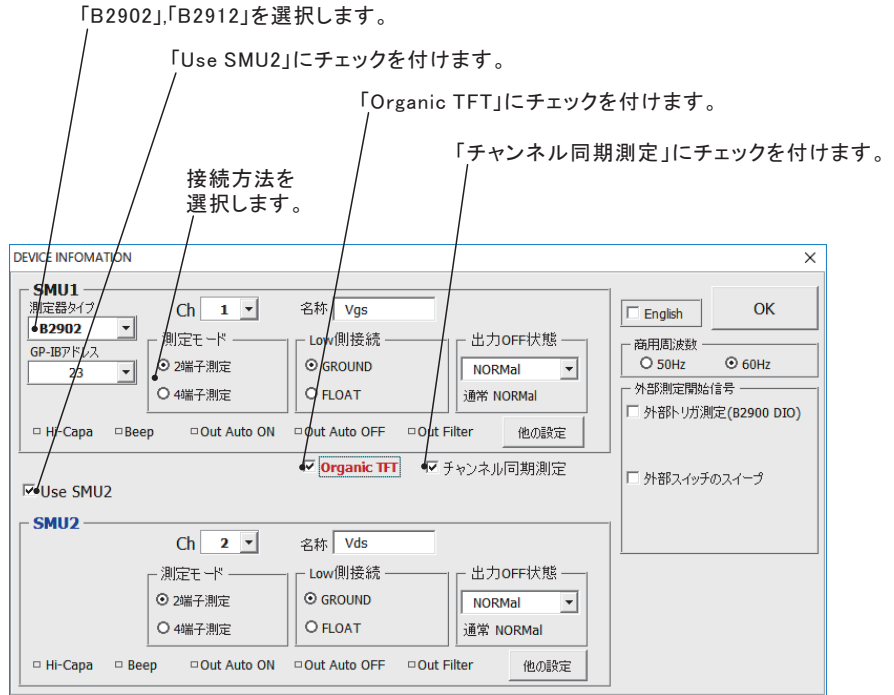 「B2902」,「B2912」を選択します。
「Use SMU2」にチェックを付けます。
「Organic TFT」にチェックを付けます。
「チャンネル同期測定」にチェックを付けます。
接続方法を
選択します。
DEVICE INFOMATION
SMU1
測定器タイプ
B2902
GP-IBアドレス
23
Ch 1
名称 Vgs
測定モード
2端子測定
4端子測定
Low側接続
GROUND
FLOAT
出力OFF状態
NORMal
通常 NORMal
Hi-Capa Beep Out Auto ON Out Auto OFF Out Filter 他の設定
English OK
商用周波数
50Hz 60Hz
外部測定開始信号
外部トリガ測定(B2900 DIO)
外部スイッチのスイープ
Organic TFT チャンネル同期測定
Use SMU2
SMU2
Ch 2
名称 Vds
測定モード
2端子測定
4端子測定
Low側接続
GROUND
FLOAT
出力OFF状態
NORMal
通常 NORMal
Hi-Capa Beep Out Auto ON Out Auto OFF Out Filter 他の設定